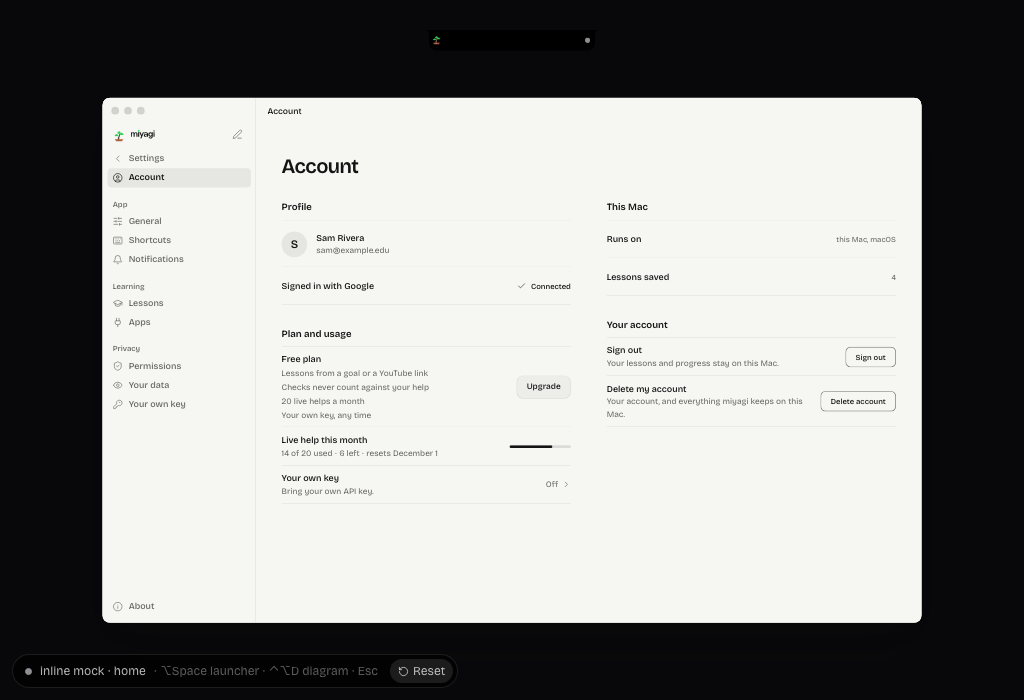 Account
miyagi
Settings
Account
App
General
Shortcuts
Notifications
Learning
Lessons
Apps
Privacy
Permissions
Your data
Your own key
About
Account
Profile
S
Sam Rivera
sam@example.edu
Signed in with Google
Connected
Plan and usage
Free plan
Lessons from a goal or a YouTube link
Checks never count against your help
20 live helps a month
Your own key, any time
Upgrade
Live help this month
14 of 20 used · 6 left · resets December 1
Your own key
Bring your own API key.
Off
This Mac
Runs on
this Mac, macOS
Lessons saved
4
Your account
Sign out
Your lessons and progress stay on this Mac.
Sign out
Delete my account
Your account, and everything miyagi keeps on this
Mac.
Delete account
inline mock · home · ⌥Space launcher · ^⌥D diagram · Esc
Reset